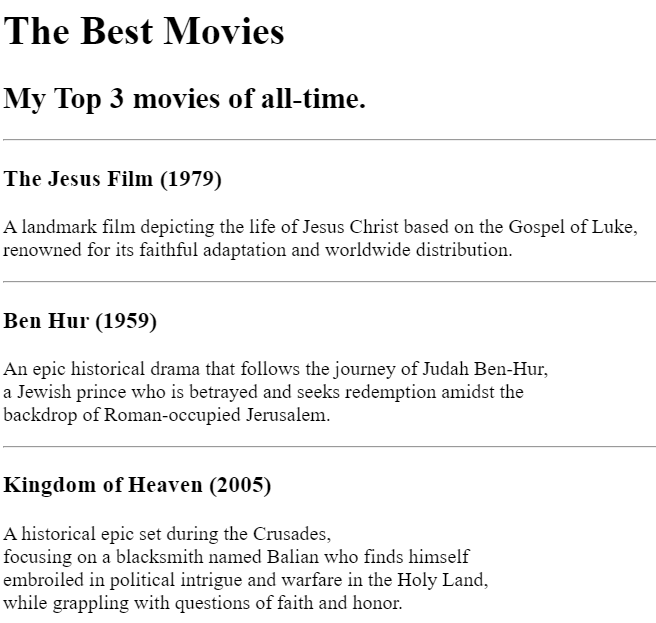 The Best Movies
My Top 3 movies of all-time.
The Jesus Film (1979)
A landmark film depicting the life of Jesus Christ based on the Gospel of Luke,
renowned for its faithful adaptation and worldwide distribution.
Ben Hur (1959)
An epic historical drama that follows the journey of Judah Ben-Hur,
a Jewish prince who is betrayed and seeks redemption amidst the
backdrop of Roman-occupied Jerusalem.
Kingdom of Heaven (2005)
A historical epic set during the Crusades,
focusing on a blacksmith named Balian who finds himself
embroiled in political intrigue and warfare in the Holy Land,
while grappling with questions of faith and honor.